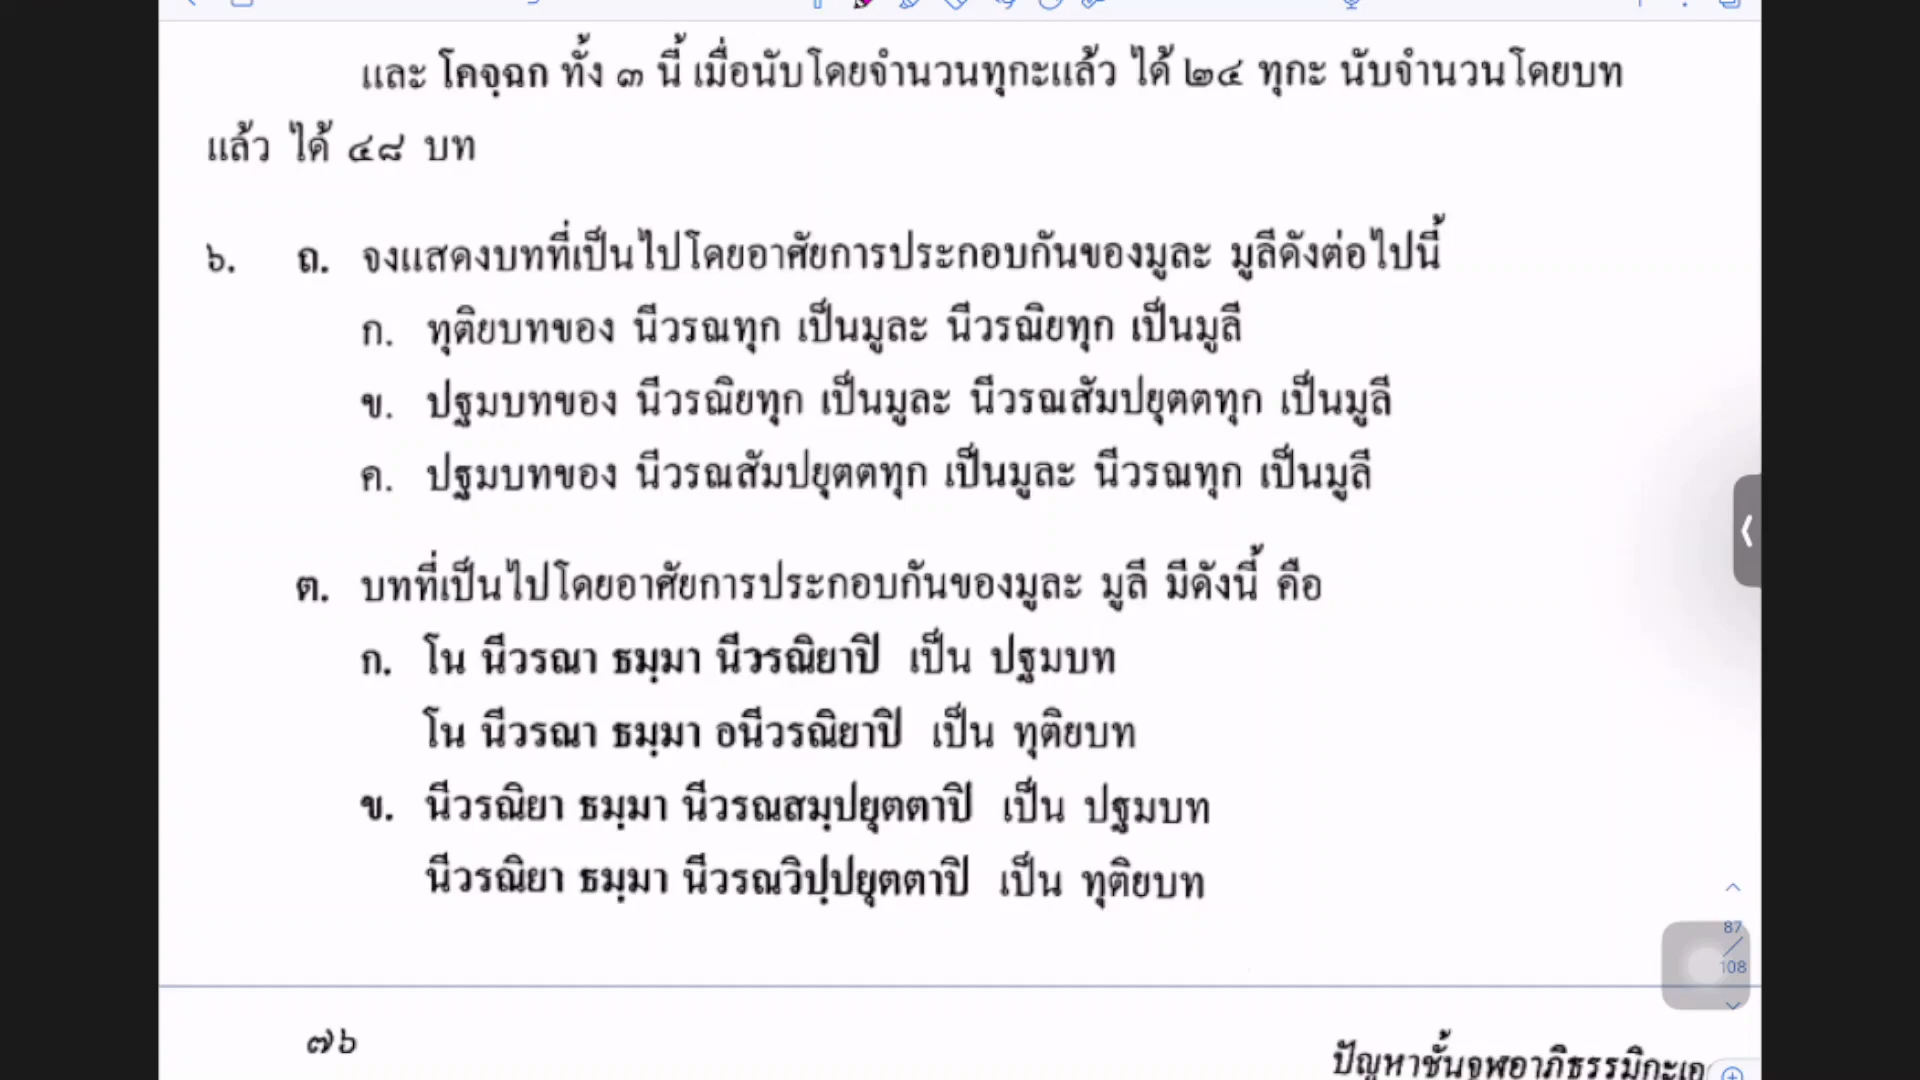 และ โคจฺฉก ทั้ง ๓ นี้ เมื่อนับโดยจำนวนทุกะแล้ว ได้ ๒๔ ทุกะ นับจำนวนโดยบท
แล้ว ได้ ๔๘ บท
๖. ถ. จงแสดงบทที่เป็นไปโดยอาศัยการประกอบกันของมูละ มูลีดังต่อไปนี้
ก. ทุติยบทของ นีวรณทุก เป็นมูละ นีวรณิยทุก เป็นมูลี
ข. ปฐมบทของ นีวรณิยทุก เป็นมูละ นีวรณสัมปยุตตทุก เป็นมูลี
ค. ปฐมบทของ นีวรณสัมปยุตตทุก เป็นมูละ นีวรณทุก เป็นมูลี
ต. บทที่เป็นไปโดยอาศัยการประกอบกันของมูละ มูลี มีดังนี้ คือ
ก. โน นีวรณา ธมฺมา นีวรณิยาปิ เป็น ปฐมบท
โน นีวรณา ธมฺมา อนีวรณิยาปิ เป็น ทุติยบท
ข. นีวรณิยา ธมฺมา นีวรณสมฺปยุตตาปิ เป็น ปฐมบท
นีวรณิยา ธมฺมา นีวรณวิปฺปยุตตาปิ เป็น ทุติยบท
87
108
๗๖ ปัญหาชั้นจูฬอาภิธรรมิกะเอ